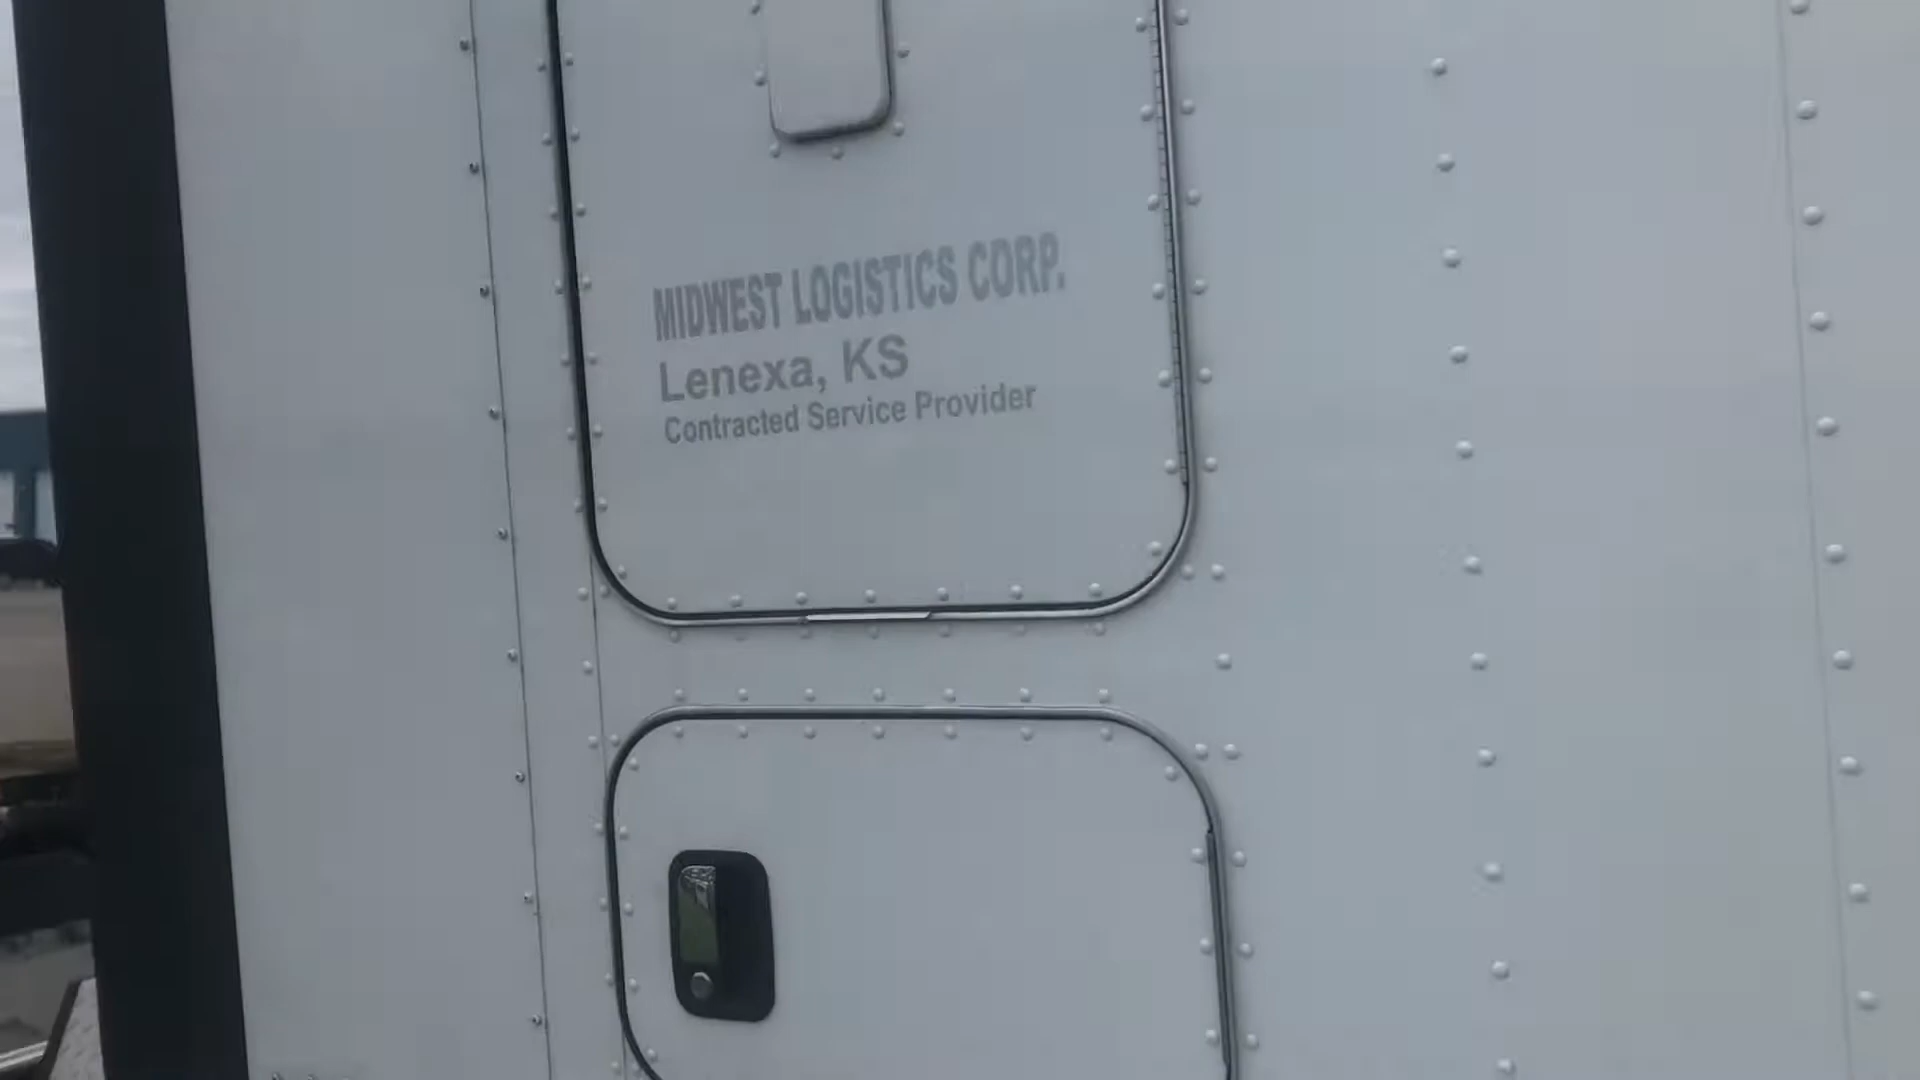 MIDWEST LOGISTICS CORP.
Lenexa, KS
Contracted Service Provider